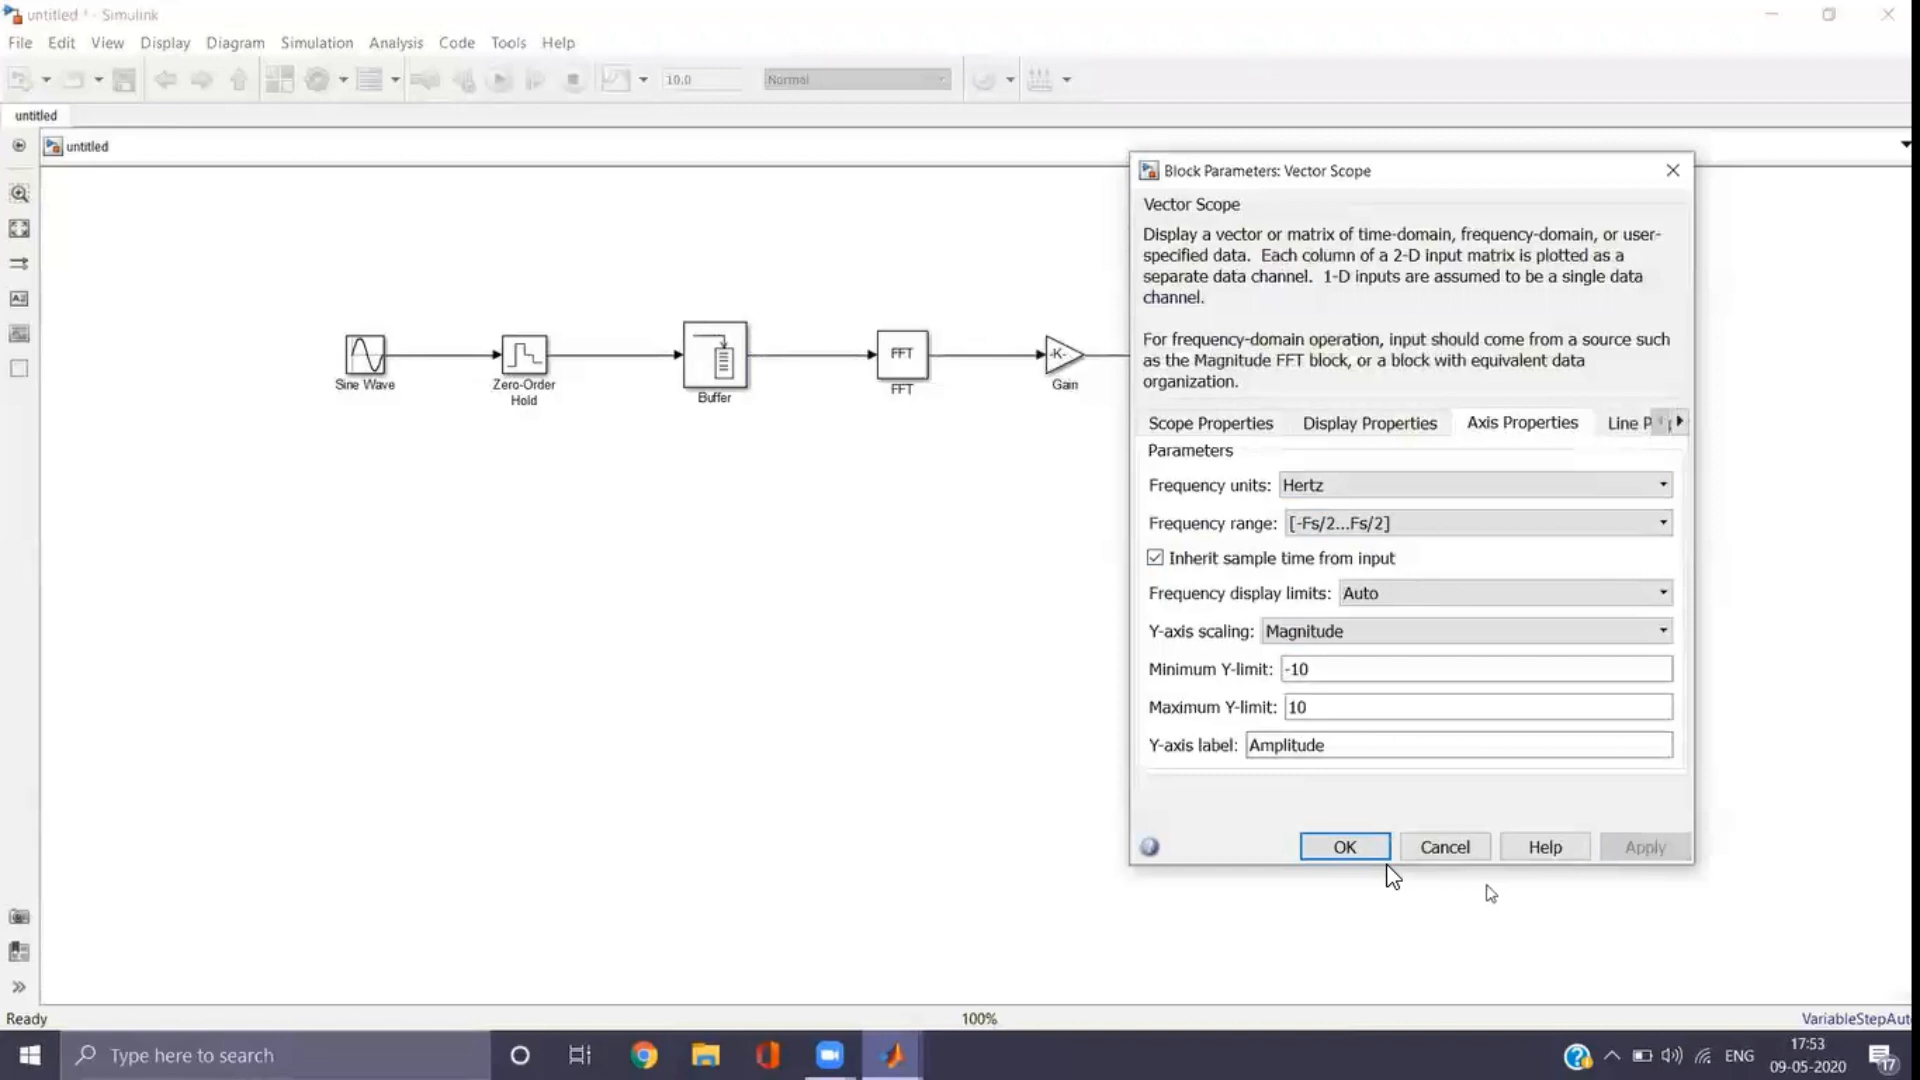 untitled * - Simulink
File Edit View Display Diagram Simulation Analysis Code Tools Help
10.0 Normal
untitled
untitled
Sine Wave
Zero-Order
Hold
Buffer
FFT
FFT
-K-
Gain
Block Parameters: Vector Scope
Vector Scope
Display a vector or matrix of time-domain, frequency-domain, or user-
specified data. Each column of a 2-D input matrix is plotted as a
separate data channel. 1-D inputs are assumed to be a single data
channel.
For frequency-domain operation, input should come from a source such
as the Magnitude FFT block, or a block with equivalent data
organization.
Scope Properties Display Properties Axis Properties Line P
Parameters
Frequency units: Hertz
Frequency range: [-Fs/2...Fs/2]
Inherit sample time from input
Frequency display limits: Auto
Y-axis scaling: Magnitude
Minimum Y-limit: -10
Maximum Y-limit: 10
Y-axis label: Amplitude
OK Cancel Help Apply
Ready 100% VariableStepAut
Type here to search
ENG
17:53
09-05-2020
17